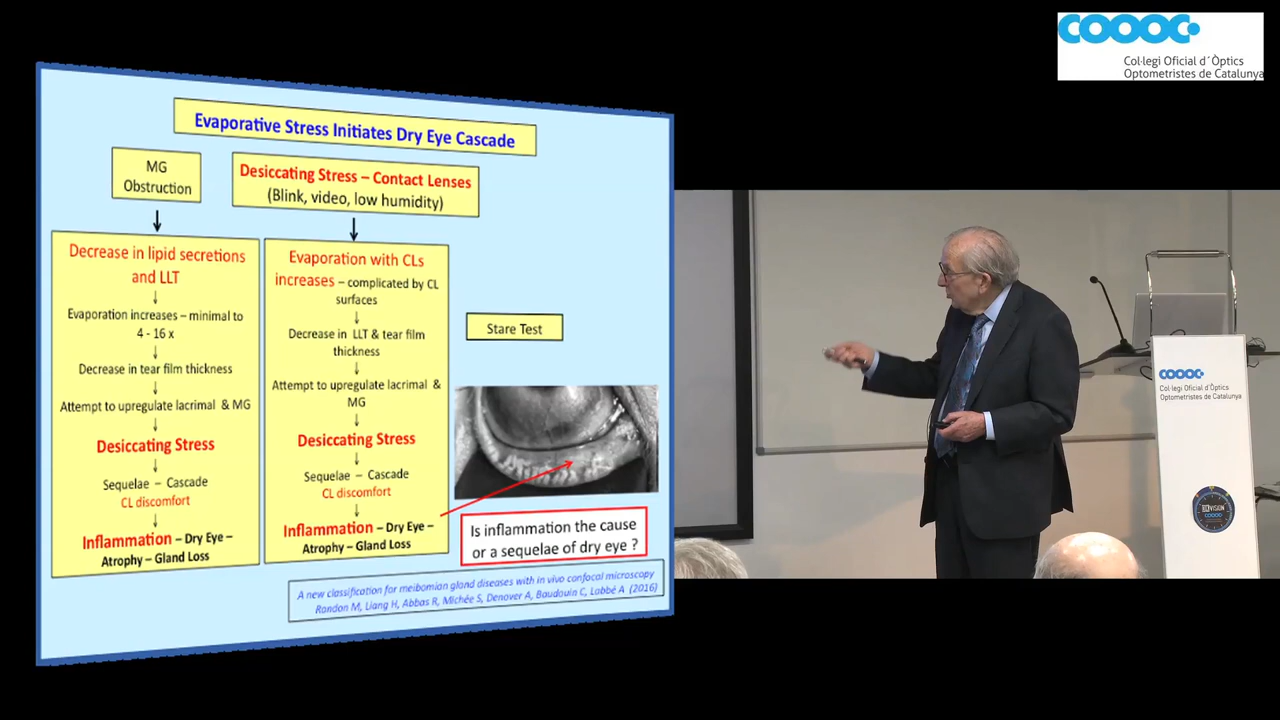 COOOC
Col·legi Oficial d´Òptics
Optometristes de Catalunya
Evaporative Stress Initiates Dry Eye Cascade
MG
Obstruction
Desiccating Stress – Contact Lenses
(Blink, video, low humidity)
Decrease in lipid secretions
and LLT
↓
Evaporation increases – minimal to
4 - 16 x
↓
Decrease in tear film thickness
↓
Attempt to upregulate lacrimal & MG
↓
Desiccating Stress
↓
Sequelae – Cascade
CL discomfort
↓
Inflammation – Dry Eye –
Atrophy – Gland Loss
Evaporation with CLs
increases – complicated by CL
surfaces
↓
Decrease in LLT & tear film
thickness
↓
Attempt to upregulate lacrimal &
MG
↓
Desiccating Stress
↓
Sequelae – Cascade
CL discomfort
↓
Inflammation – Dry Eye –
Atrophy – Gland Loss
Stare Test
Is inflammation the cause
or a sequelae of dry eye ?
A new classification for meibomian gland diseases with in vivo confocal microscopy
Randon M, Liang H, Abbas R, Michée S, Denover A, Baudouin C, Labbé A (2016)
COOOC
Col·legi Oficial d´Òptics
Optometristes de Catalunya